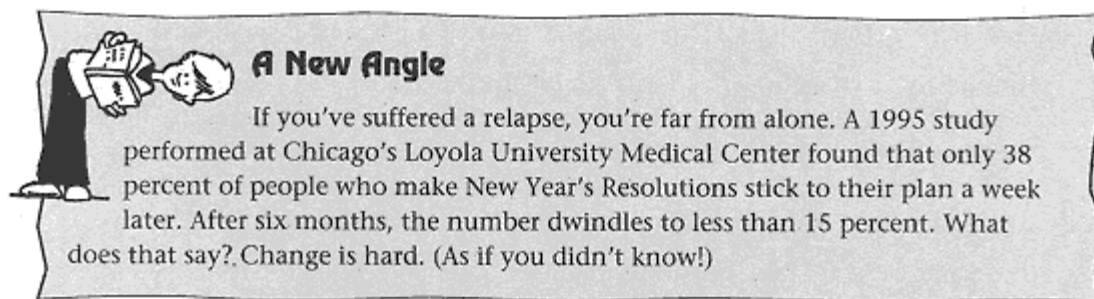 A New Angle
If you've suffered a relapse, you're far from alone. A 1995 study
performed at Chicago's Loyola University Medical Center found that only 38
percent of people who make New Year's Resolutions stick to their plan a week
later. After six months, the number dwindles to less than 15 percent. What
does that say? Change is hard. (As if you didn't know!)